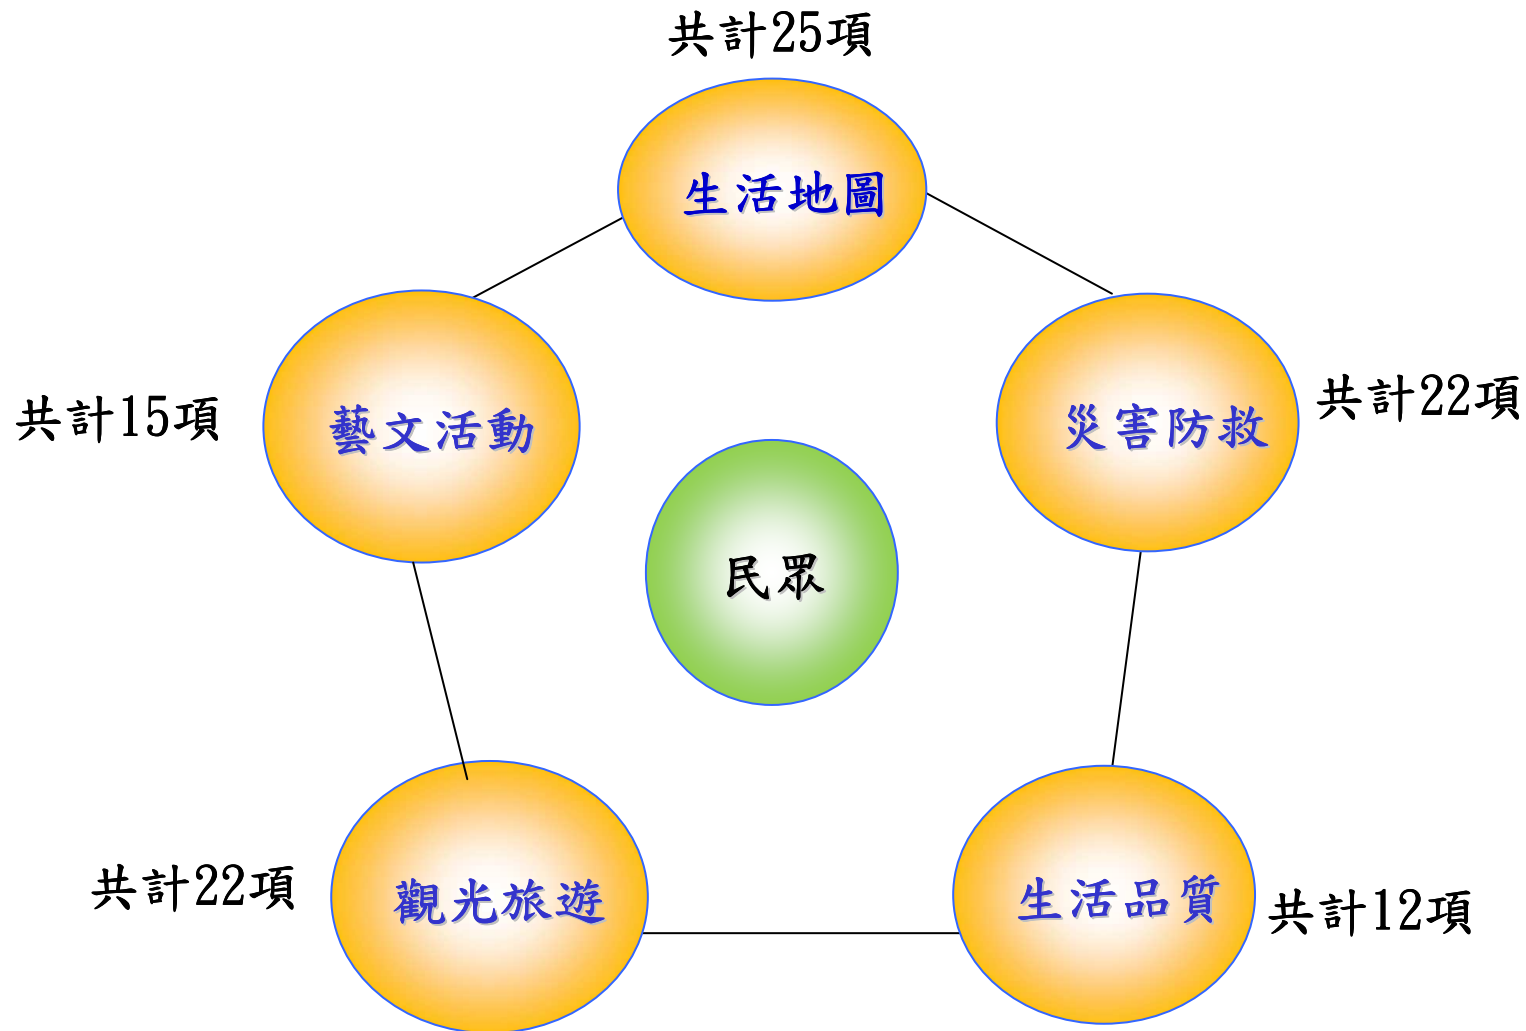 共計25項
生活地圖
共計15項
藝文活動
災害防救
共計22項
民眾
共計22項
觀光旅遊
生活品質
共計12項